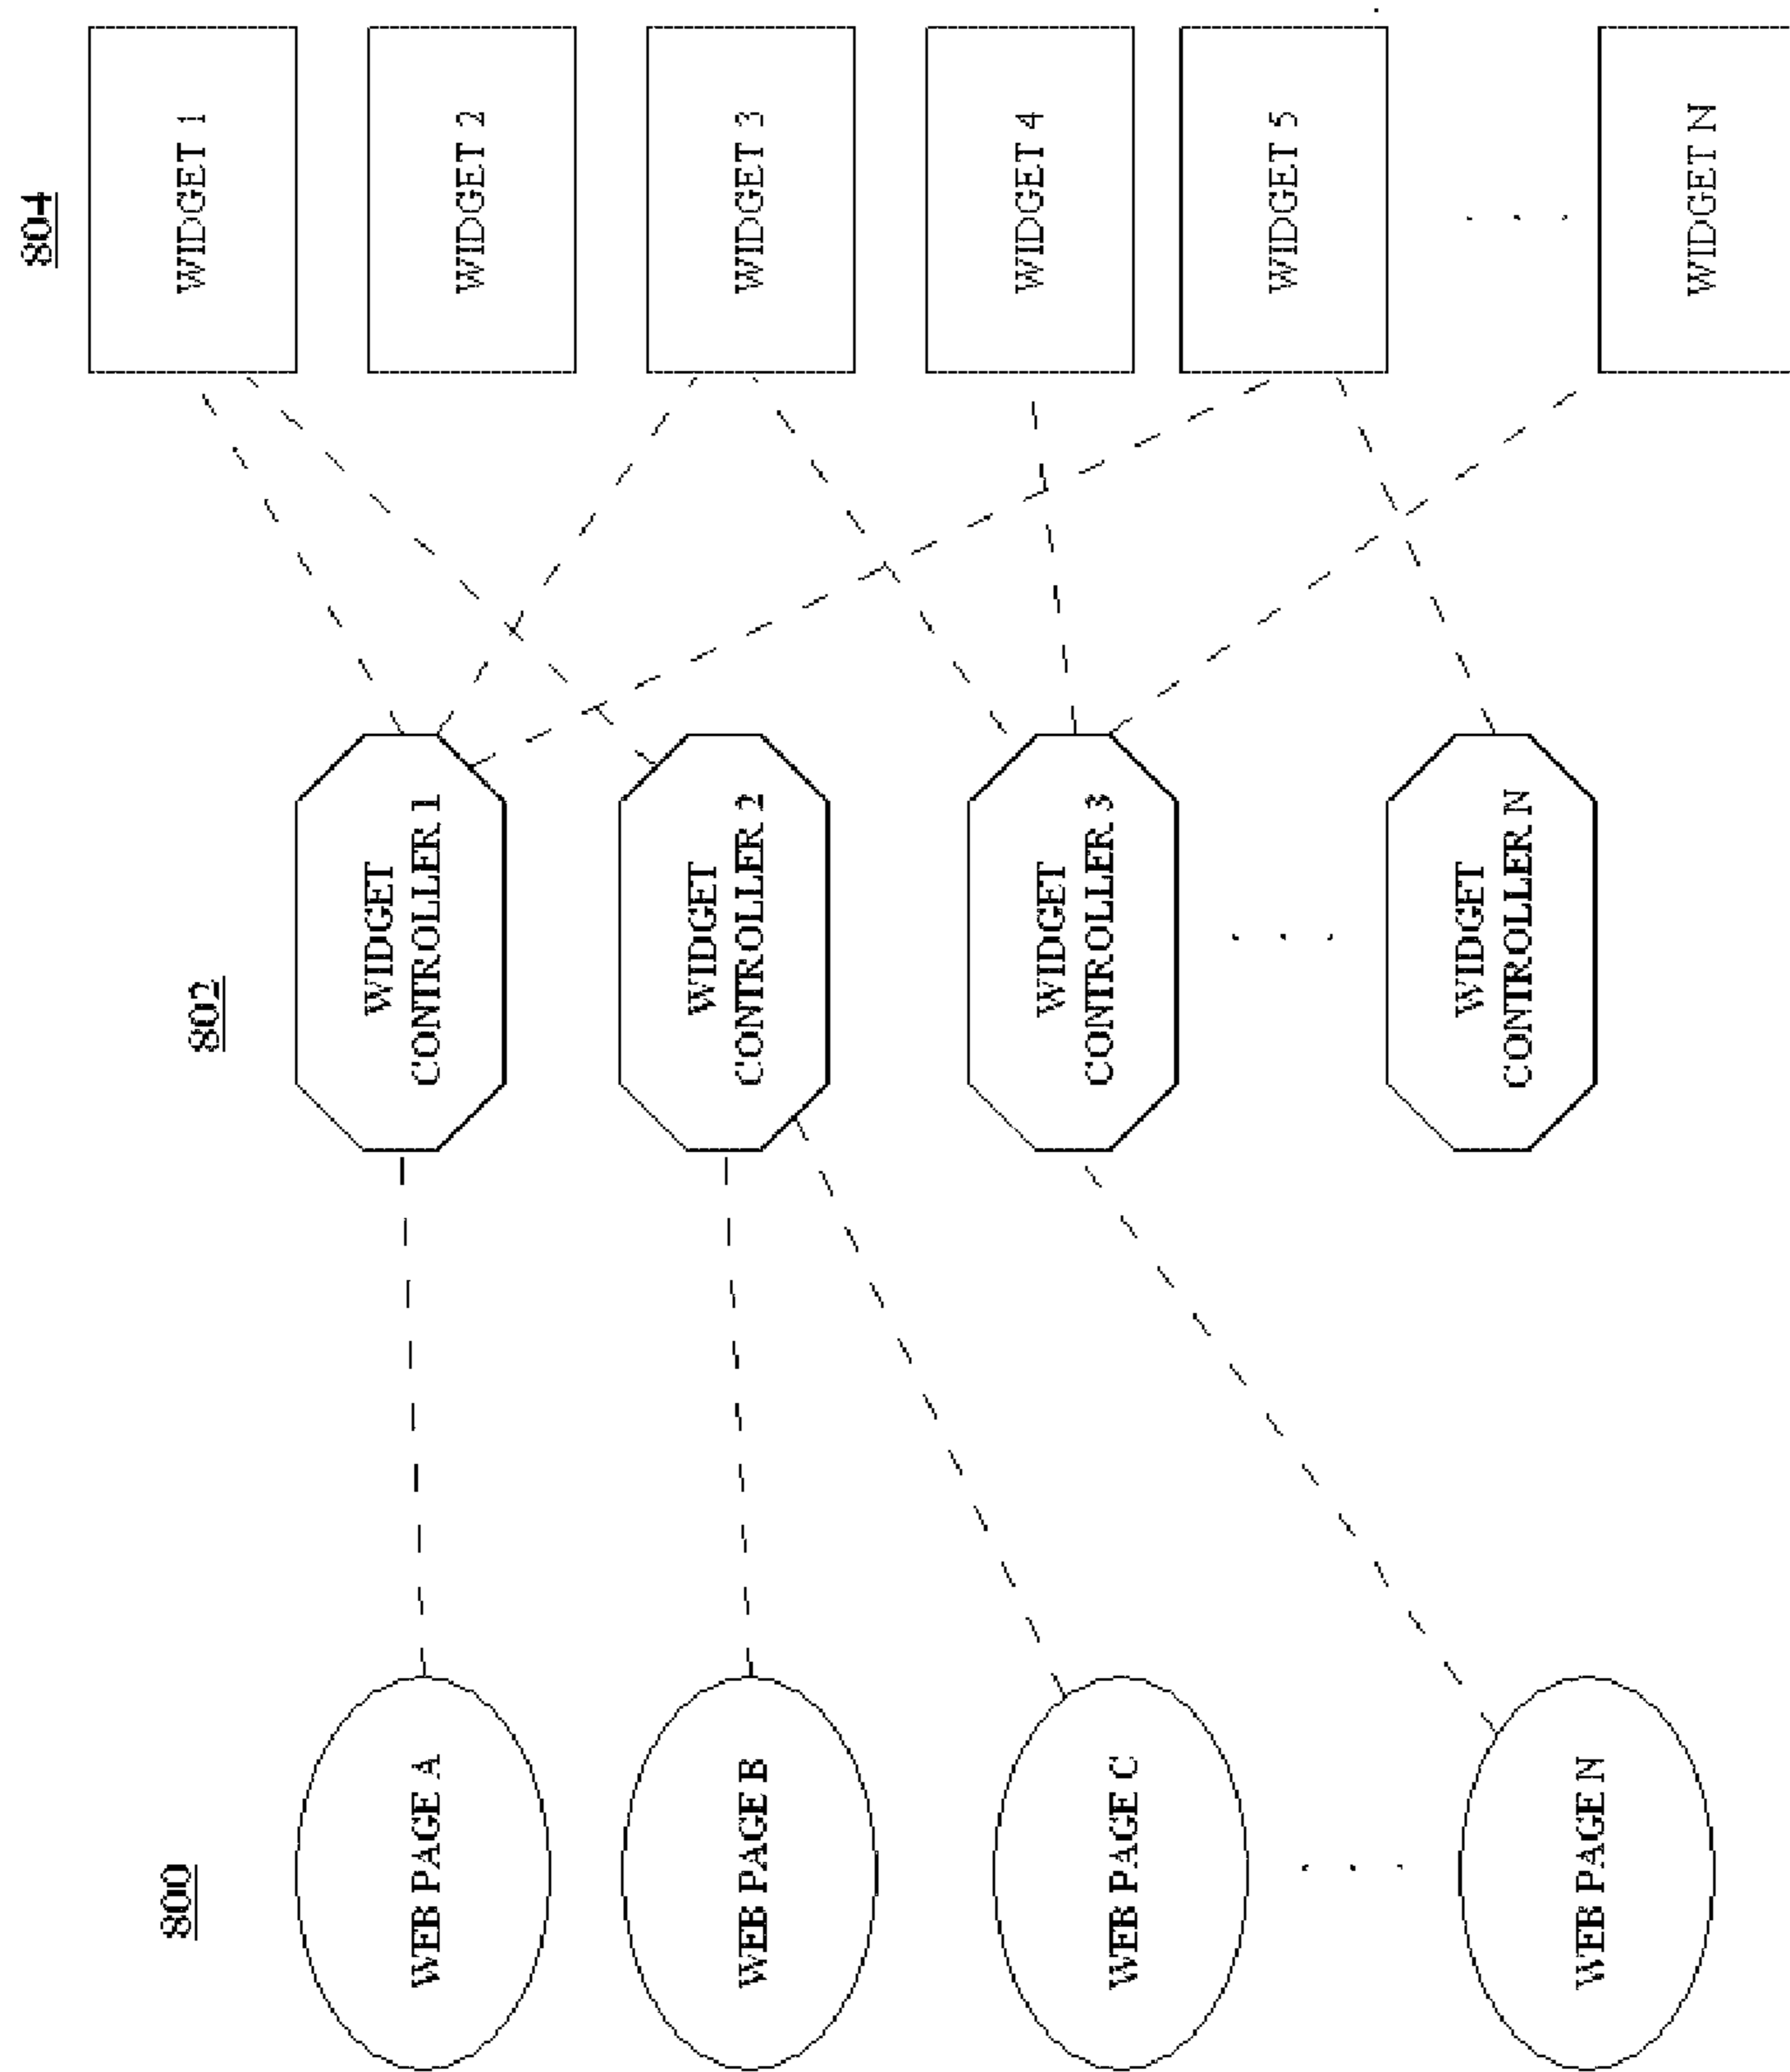 800
WEB PAGE A
WEB PAGE B
WEB PAGE C
. . .
WEB PAGE N
802
WIDGET
CONTROLLER 1
WIDGET
CONTROLLER 2
WIDGET
CONTROLLER 3
. . .
WIDGET
CONTROLLER N
804
WIDGET 1
WIDGET 2
WIDGET 3
WIDGET 4
WIDGET 5
. . .
WIDGET N